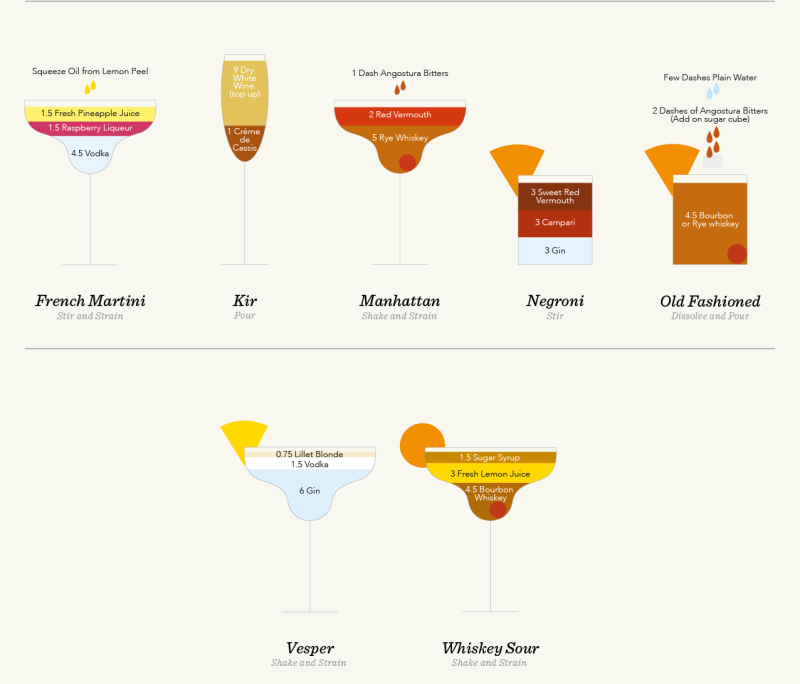 Squeeze Oil from Lemon Peel
1.5 Fresh Pineapple Juice
1.5 Raspberry Liqueur
4.5 Vodka
French Martini
Stir and Strain
9 Dry
White
Wine
(top up)
1 Créme
de
Cassis
Kir
Pour
1 Dash Angostura Bitters
2 Red Vermouth
5 Rye Whiskey
Manhattan
Shake and Strain
3 Sweet Red
Vermouth
3 Campari
3 Gin
Negroni
Stir
Few Dashes Plain Water
2 Dashes of Angostura Bitters
(Add on sugar cube)
4.5 Bourbon
or Rye whiskey
Old Fashioned
Dissolve and Pour
0.75 Lillet Blonde
1.5 Vodka
6 Gin
Vesper
Shake and Strain
1.5 Sugar Syrup
3 Fresh Lemon Juice
4.5 Bourbon
Whiskey
Whiskey Sour
Shake and Strain